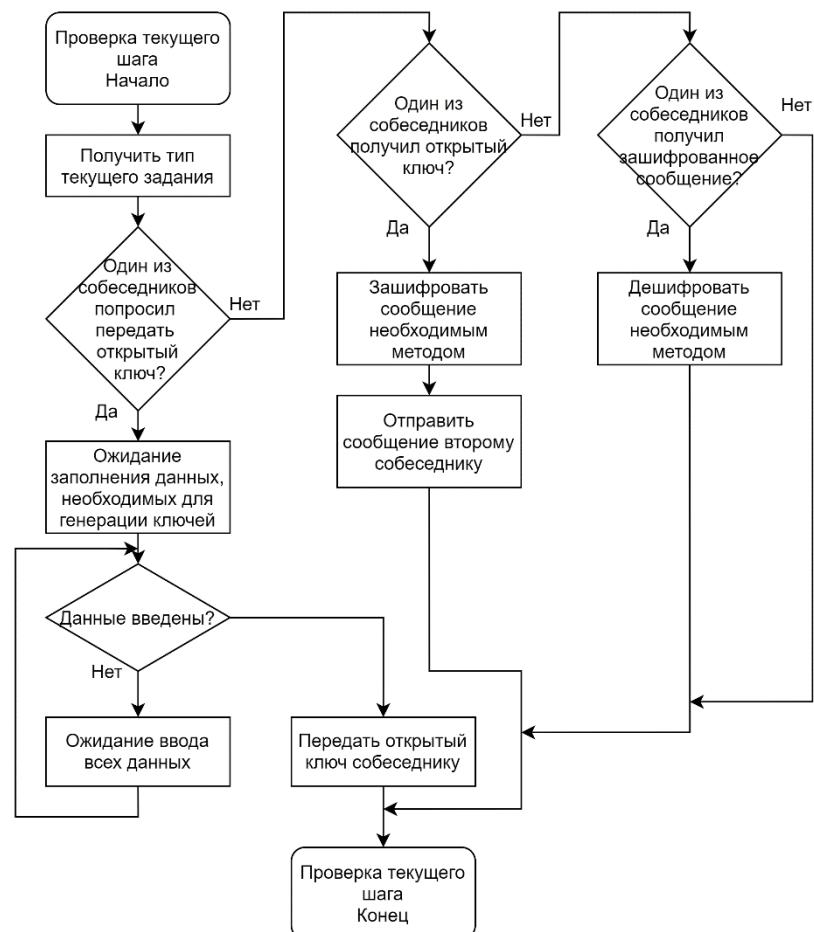 Проверка текущего
шага
Начало
Получить тип
текущего задания
Один из
собеседников
попросил
передать
открытый
ключ?
Нет
Да
Ожидание
заполнения данных,
необходимых для
генерации ключей
Данные введены?
Нет
Ожидание ввода
всех данных
Передать открытый
ключ собеседнику
Проверка текущего
шага
Конец
Один из
собеседников
получил открытый
ключ?
Нет
Да
Зашифровать
сообщение
необходимым
методом
Отправить
сообщение второму
собеседнику
Один из
собеседников
получил
зашифрованное
сообщение?
Нет
Да
Дешифровать
сообщение
необходимым
методом